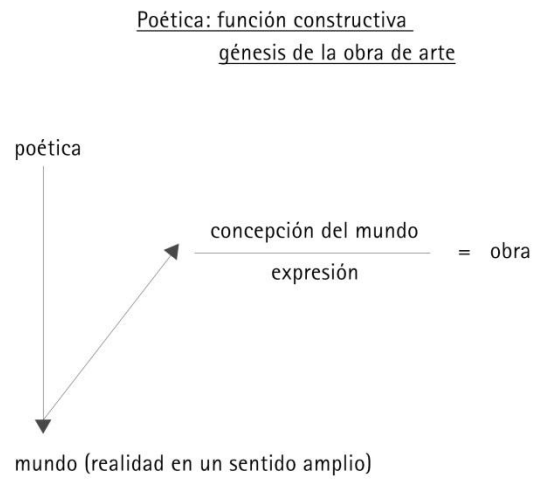 Poética: función constructiva
génesis de la obra de arte
poética
concepción del mundo
expresión
= obra
mundo (realidad en un sentido amplio)